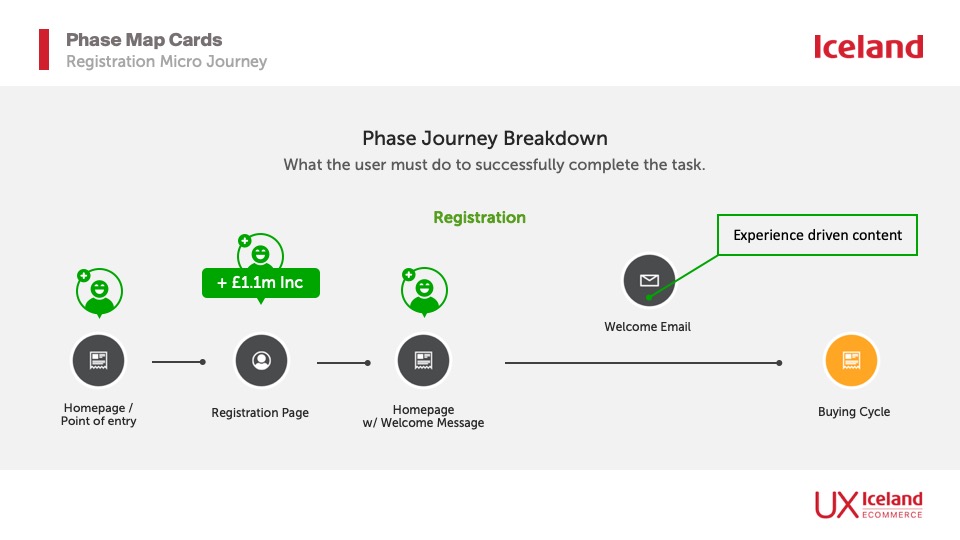 Phase Map Cards
Registration Micro Journey
Iceland
Phase Journey Breakdown
What the user must do to successfully complete the task.
Registration
Experience driven content
+ £1.1m Inc
Welcome Email
Homepage /
Point of entry
Registration Page
Homepage
w/ Welcome Message
Buying Cycle
UX Iceland
ECOMMERCE